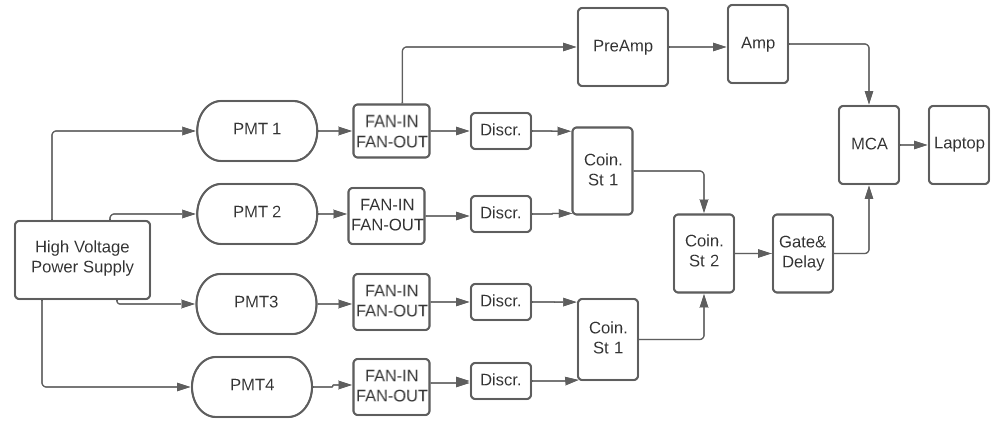 PreAmp
Amp
PMT 1
FAN-IN
FAN-OUT
Discr.
Coin.
St 1
MCA
Laptop
PMT 2
FAN-IN
FAN-OUT
Discr.
High Voltage
Power Supply
Coin.
St 2
Gate&
Delay
PMT3
FAN-IN
FAN-OUT
Discr.
Coin.
St 1
PMT4
FAN-IN
FAN-OUT
Discr.